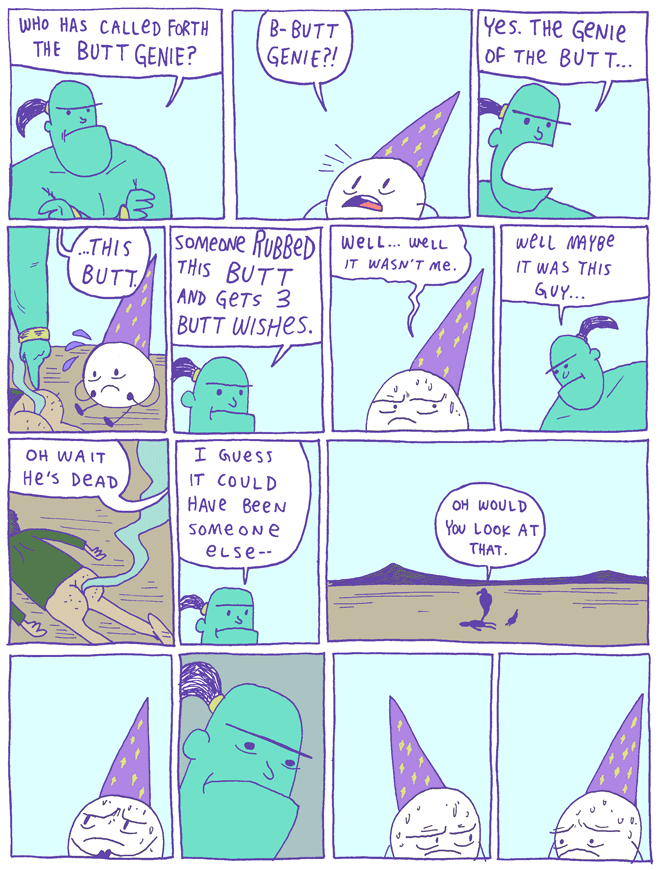 WHO HAS CALLED FORTH
THE BUTT GENIE?
B-BUTT
GENIE?!
YES. THE GENIE
OF THE BUTT...
...THIS
BUTT.
SOMEONE RUBBED
THIS BUTT
AND GETS 3
BUTT WISHES.
WELL... WELL
IT WASN'T ME.
WELL MAYBE
IT WAS THIS
GUY...
OH WAIT
HE'S DEAD
I GUESS
IT COULD
HAVE BEEN
SOMEONE
ELSE--
OH WOULD
YOU LOOK AT
THAT.